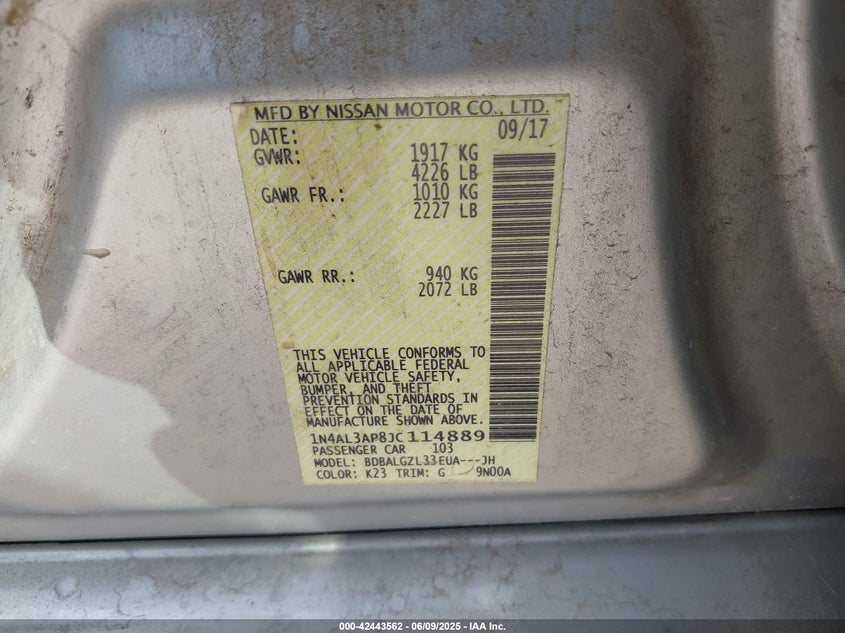 MFD BY NISSAN MOTOR CO., LTD.
DATE: 09/17
GVWR: 1917 KG
4226 LB
GAWR FR.: 1010 KG
2227 LB
GAWR RR.: 940 KG
2072 LB
THIS VEHICLE CONFORMS TO
ALL APPLICABLE FEDERAL
MOTOR VEHICLE SAFETY,
BUMPER, AND THEFT
PREVENTION STANDARDS IN
EFFECT ON THE DATE OF
MANUFACTURE SHOWN ABOVE.
1N4AL3AP8JC114889
PASSENGER CAR 103
MODEL: BDBALGZL33EUA---JH
COLOR: K23 TRIM: G 9N00A
000-42443562 - 06/09/2025 - IAA Inc.